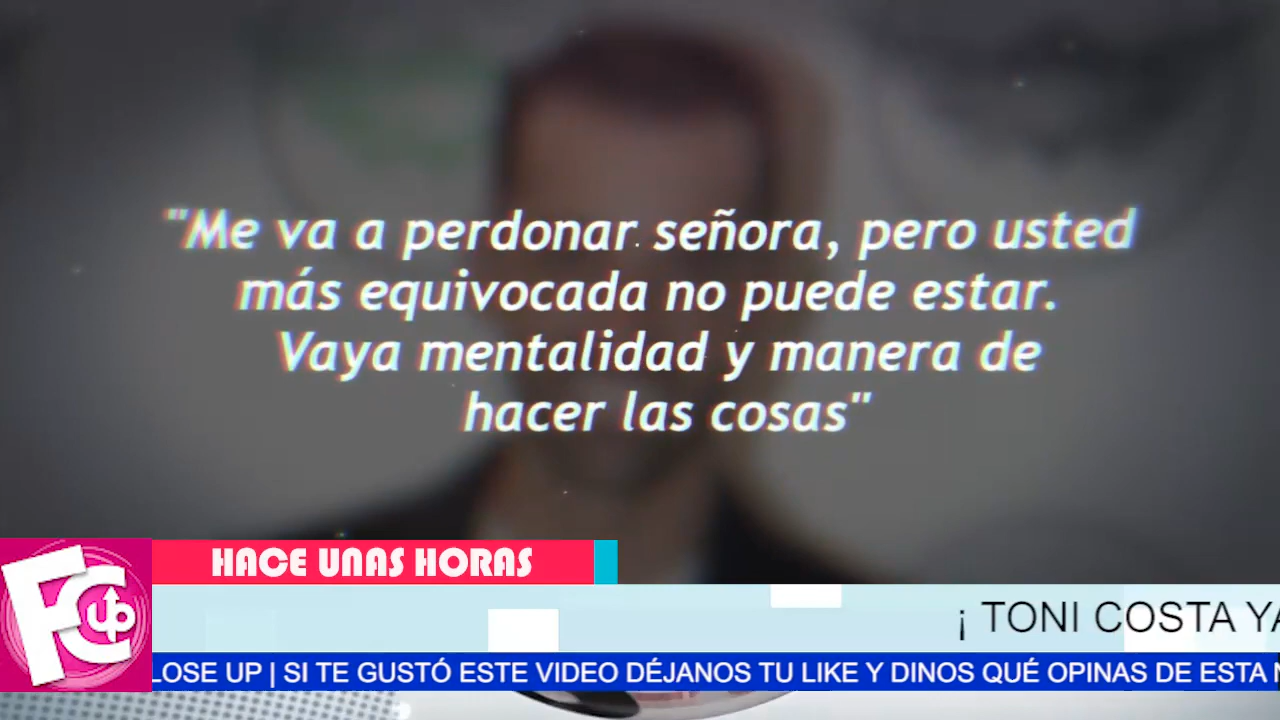 "Me va a perdonar señora, pero usted
más equivocada no puede estar.
Vaya mentalidad y manera de
hacer las cosas"
HACE UNAS HORAS
FC up
¡ TONI COSTA YA
LOSE UP | SI TE GUSTÓ ESTE VIDEO DÉJANOS TU LIKE Y DINOS QUÉ OPINAS DE ESTA